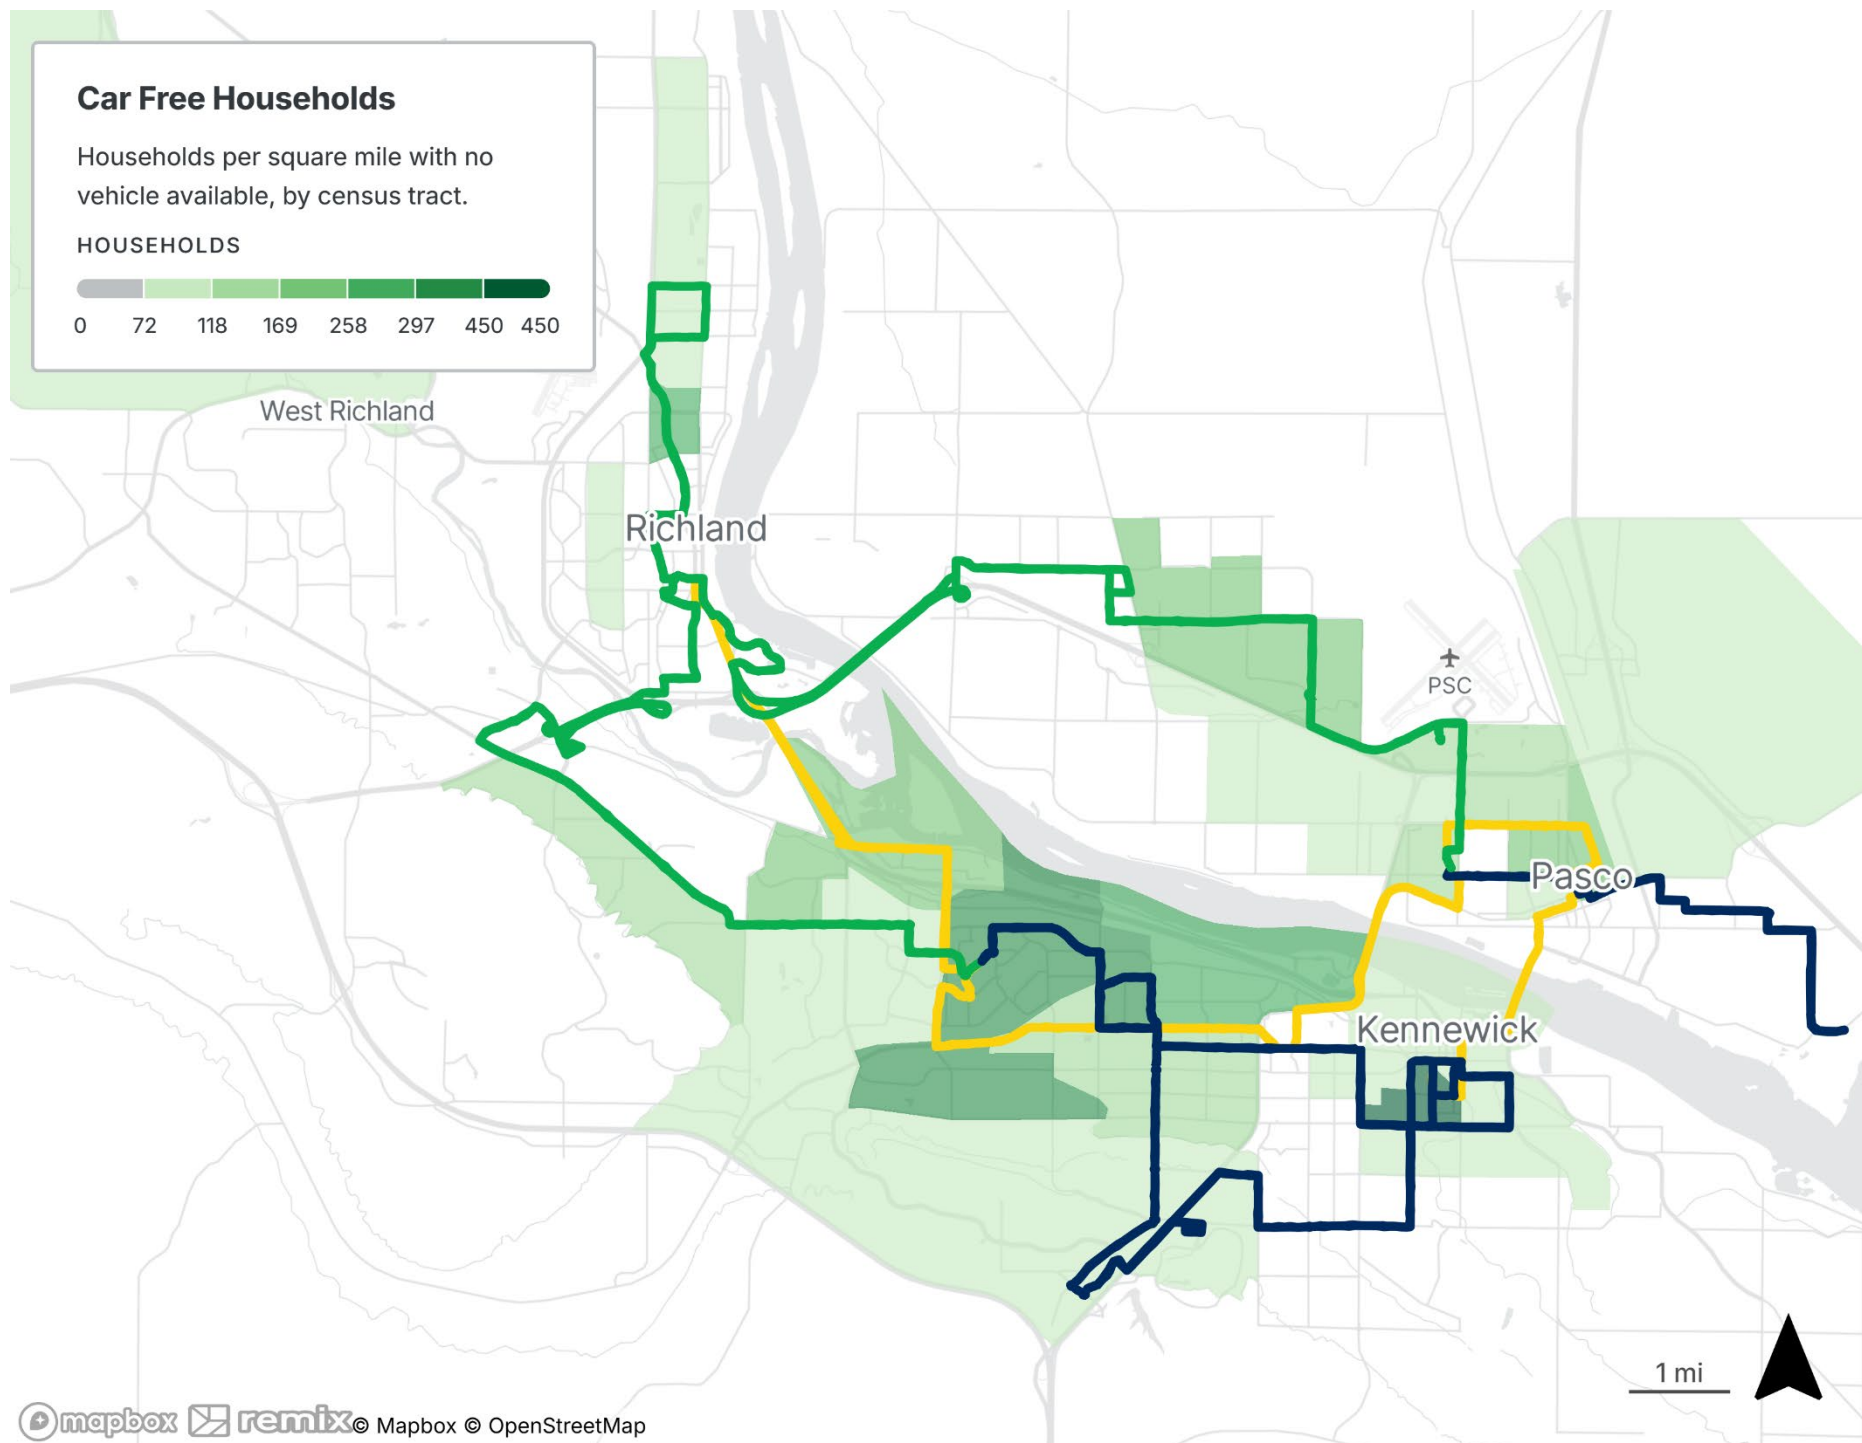 Car Free Households
Households per square mile with no
vehicle available, by census tract.
HOUSEHOLDS
0 72 118 169 258 297 450 450
West Richland
Richland
PSC
Pasco
Kennewick
1 mi
mapbox remix © Mapbox © OpenStreetMap